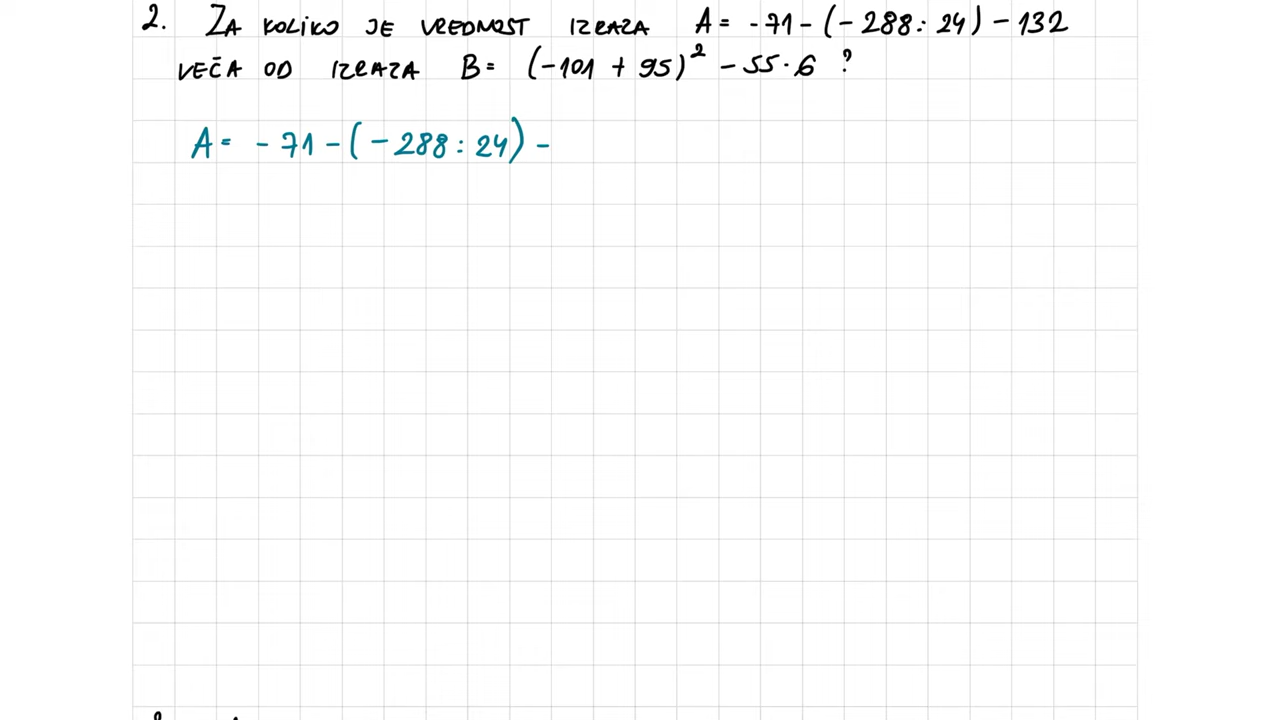 2. ZA KOLIKO JE VREDNOST IZRAZA A = -71 - (-288 : 24) - 132
VEČA OD IZRAZA B = (-101 + 95)² - 55 · 6 ?
A = -71 - (-288 : 24) -